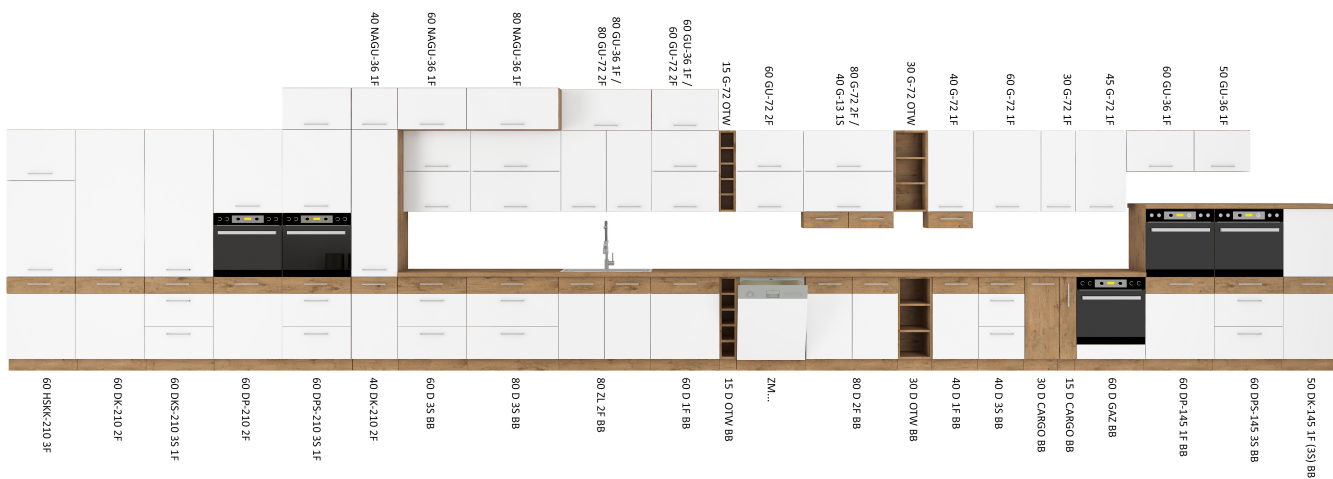 40 NAGU-36 1F
60 NAGU-36 1F
80 NAGU-36 1F
80 GU-36 1F /
80 GU-72 2F
60 GU-36 1F /
60 GU-72 2F
15 G-72 OTW
60 GU-72 2F
80 G-72 2F /
40 G-13 1S
30 G-72 OTW
40 G-72 1F
60 G-72 1F
30 G-72 1F
45 G-72 1F
60 GU-36 1F
50 GU-36 1F
60 HSKK-210 3F
60 DK-210 2F
60 DKS-210 3S 1F
60 DP-210 2F
60 DPS-210 3S 1F
40 DK-210 2F
60 D 3S BB
80 D 3S BB
80 ZL 2F BB
60 D 1F BB
15 D OTW BB
ZM...
80 D 2F BB
30 D OTW BB
40 D 1F BB
40 D 3S BB
30 D CARGO BB
15 D CARGO BB
60 D GAZ BB
60 DP-145 1F BB
60 DPS-145 3S BB
50 DK-145 1F (3S) BB